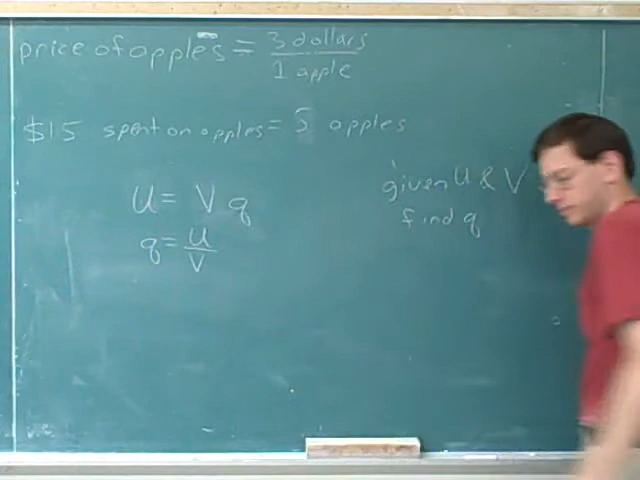 price of apples = 3 dollars / 1 apple
$15 spent on apples = 5 apples
U = V q
q = U / V
given U & V
find q